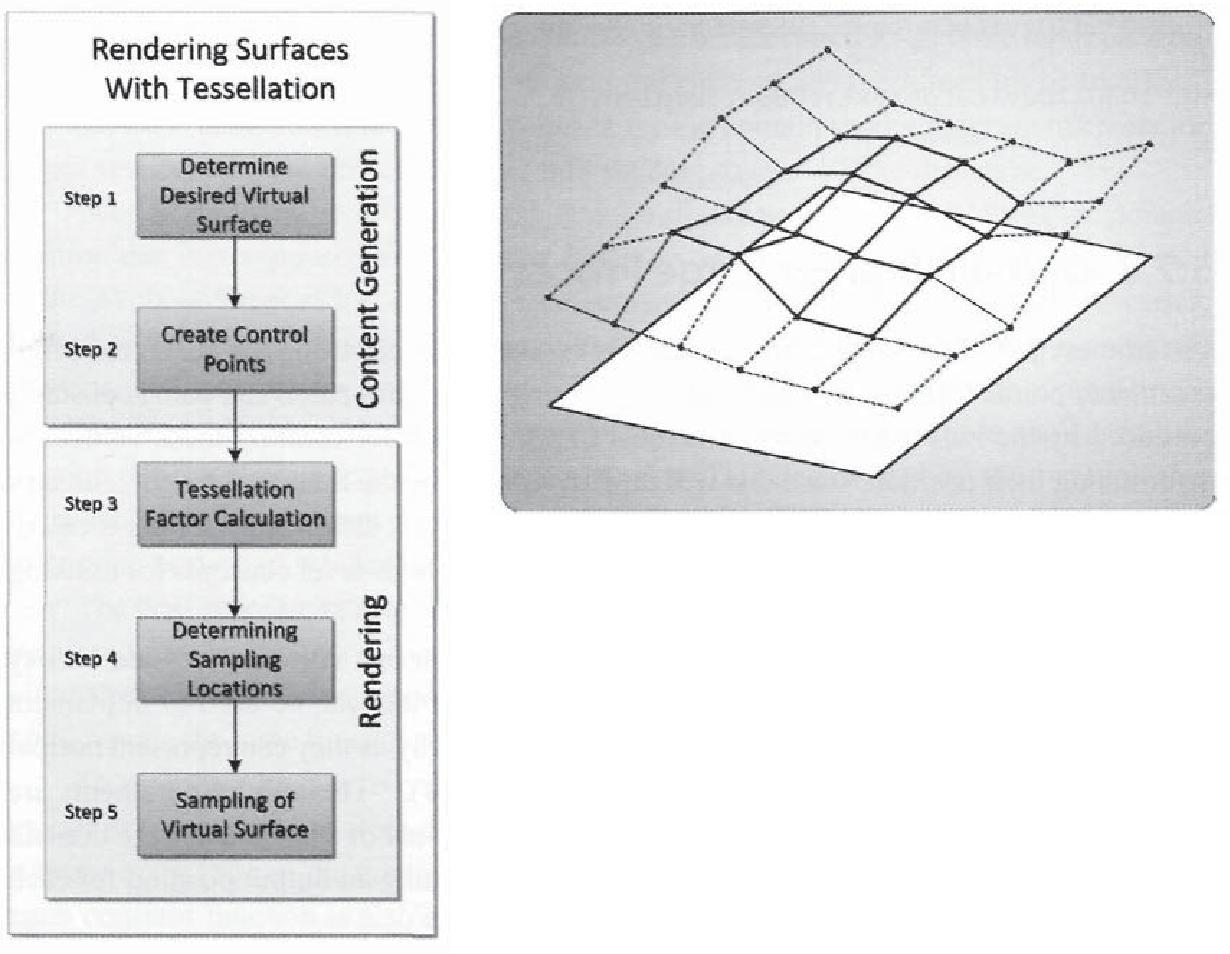 Rendering Surfaces
With Tessellation
Step 1
Determine
Desired Virtual
Surface
Step 2
Create Control
Points
Content Generation
Step 3
Tessellation
Factor Calculation
Step 4
Determining
Sampling
Locations
Step 5
Sampling of
Virtual Surface
Rendering